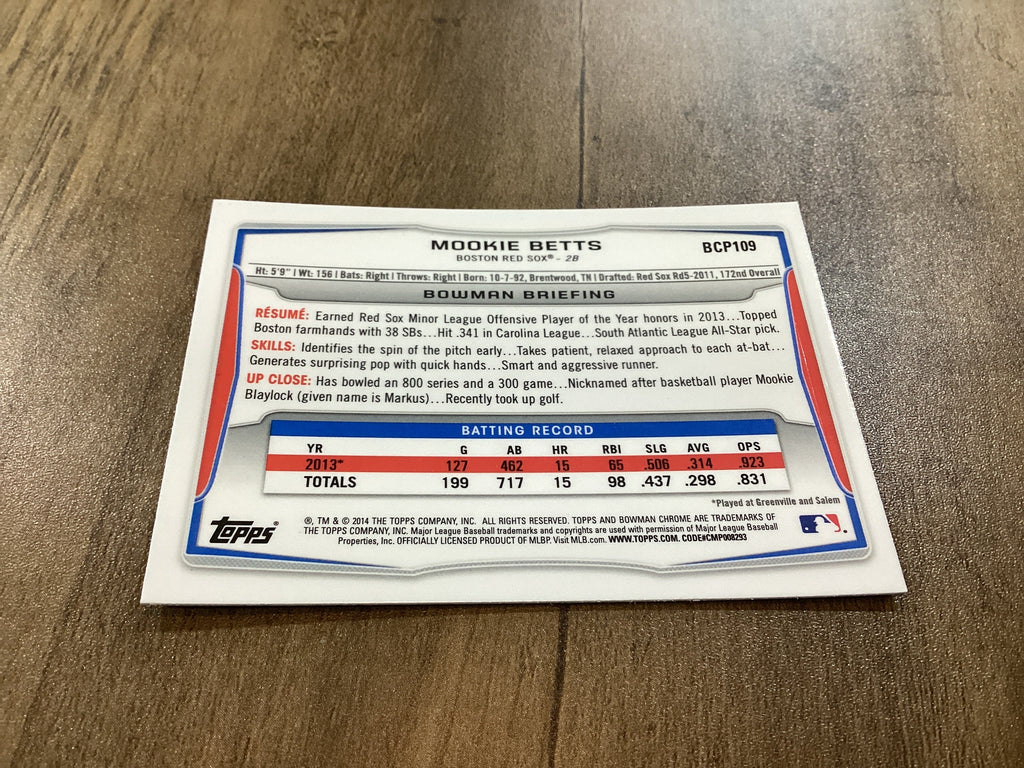 MOOKIE BETTS
BCP109
BOSTON RED SOX® - 2B
Ht: 5'9" | Wt: 156 | Bats: Right | Throws: Right | Born: 10-7-92, Brentwood, TN | Drafted: Red Sox Rd5-2011, 172nd Overall
BOWMAN BRIEFING
RÉSUMÉ: Earned Red Sox Minor League Offensive Player of the Year honors in 2013...Topped
Boston farmhands with 38 SBs...Hit .341 in Carolina League...South Atlantic League All-Star pick.
SKILLS: Identifies the spin of the pitch early...Takes patient, relaxed approach to each at-bat...
Generates surprising pop with quick hands...Smart and aggressive runner.
UP CLOSE: Has bowled an 800 series and a 300 game...Nicknamed after basketball player Mookie
Blaylock (given name is Markus)...Recently took up golf.
BATTING RECORD
YR G AB HR RBI SLG AVG OPS
2013* 127 462 15 65 .506 .314 .923
TOTALS 199 717 15 98 .437 .298 .831
*Played at Greenville and Salem
topps®
®, TM & © 2014 THE TOPPS COMPANY, INC. ALL RIGHTS RESERVED. TOPPS AND BOWMAN CHROME ARE TRADEMARKS OF
THE TOPPS COMPANY, INC. Major League Baseball trademarks and copyrights are used with permission of Major League Baseball
Properties, Inc. OFFICIALLY LICENSED PRODUCT OF MLBP. Visit MLB.com. WWW.TOPPS.COM. CODE#CMP008293